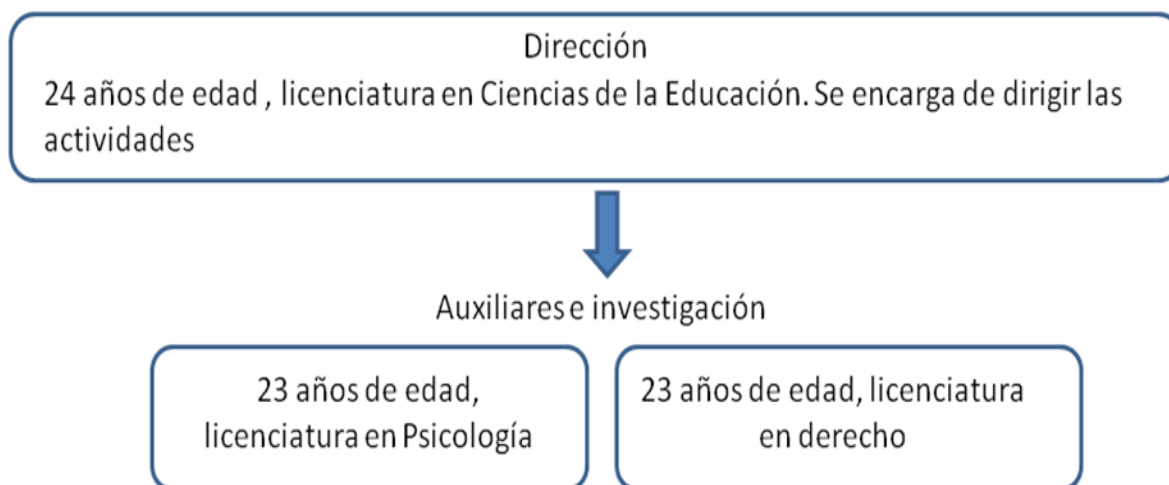 Dirección
24 años de edad , licenciatura en Ciencias de la Educación. Se encarga de dirigir las
actividades
Auxiliares e investigación
23 años de edad,
licenciatura en Psicología
23 años de edad, licenciatura
en derecho